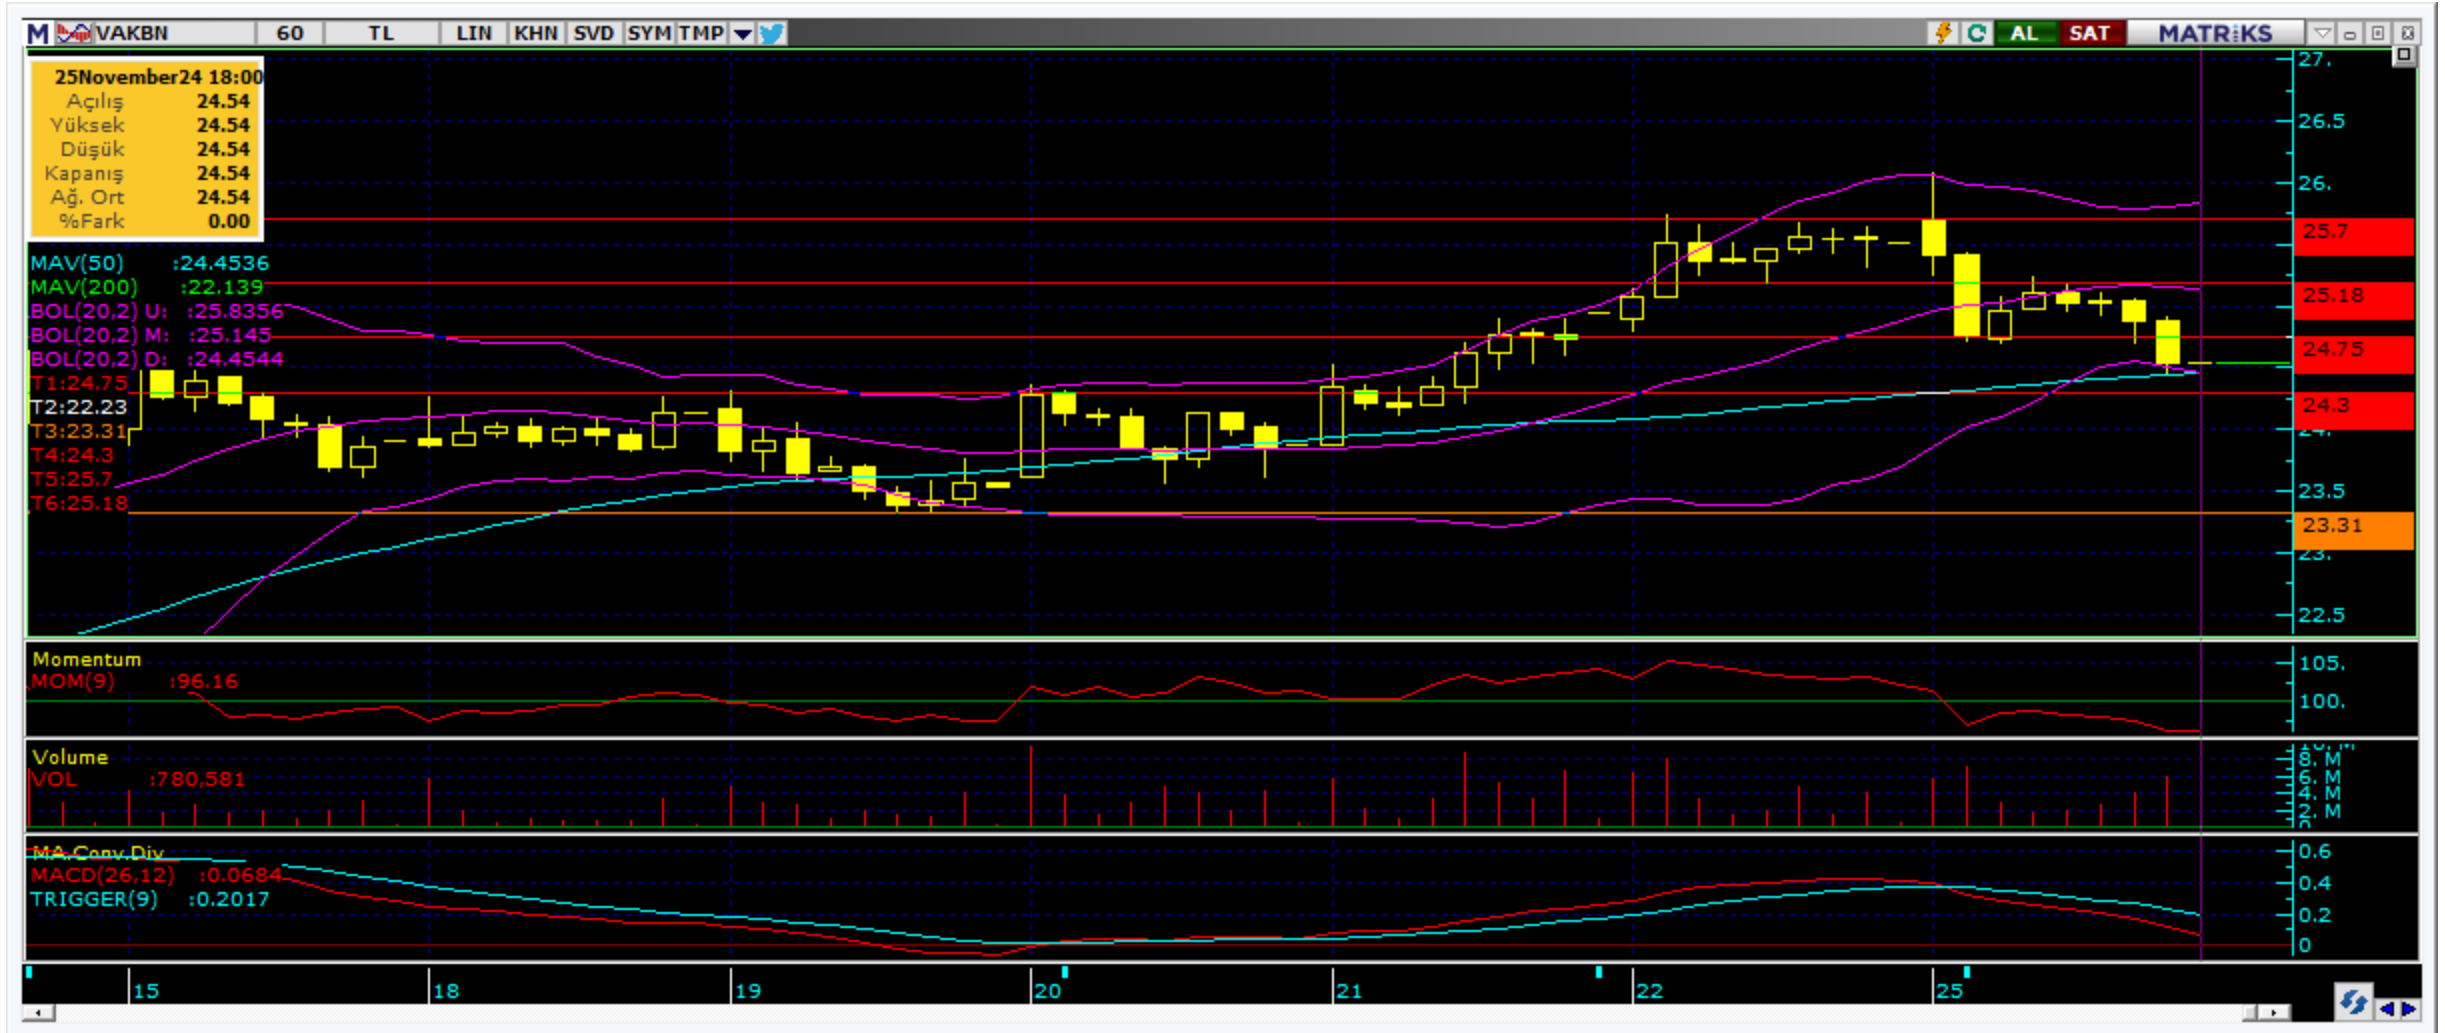 M VAKBN 60 TL LIN KHN SVD SYM TMP AL SAT MATRiKS
25November24 18:00
Açılış 24.54
Yüksek 24.54
Düşük 24.54
Kapanış 24.54
Ağ. Ort 24.54
%Fark 0.00
MAV(50) :24.4536
MAV(200) :22.139
BOL(20,2) U: :25.8356
BOL(20,2) M: :25.145
BOL(20,2) D: :24.4544
T1:24.75
T2:22.23
T3:23.31
T4:24.3
T5:25.7
T6:25.18
27.
26.5
26.
25.7
25.18
24.75
24.3
24.
23.5
23.31
23.
22.5
Momentum
MOM(9) :96.16
105.
100.
Volume
VOL :780,581
10. M
8. M
6. M
4. M
2. M
0
MA.Conv.Div
MACD(26,12) :0.0684
TRIGGER(9) :0.2017
0.6
0.4
0.2
0
15 18 19 20 21 22 25